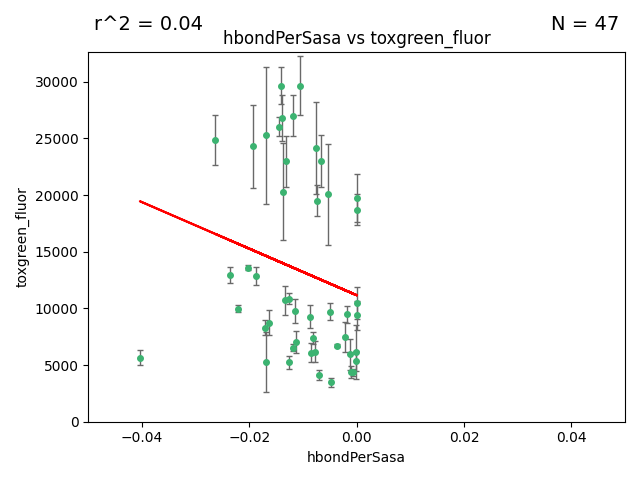 r^2 = 0.04
N = 47
hbondPerSasa vs toxgreen_fluor
30000
25000
20000
15000
10000
5000
0
toxgreen_fluor
−0.04
−0.02
0.00
0.02
0.04
hbondPerSasa